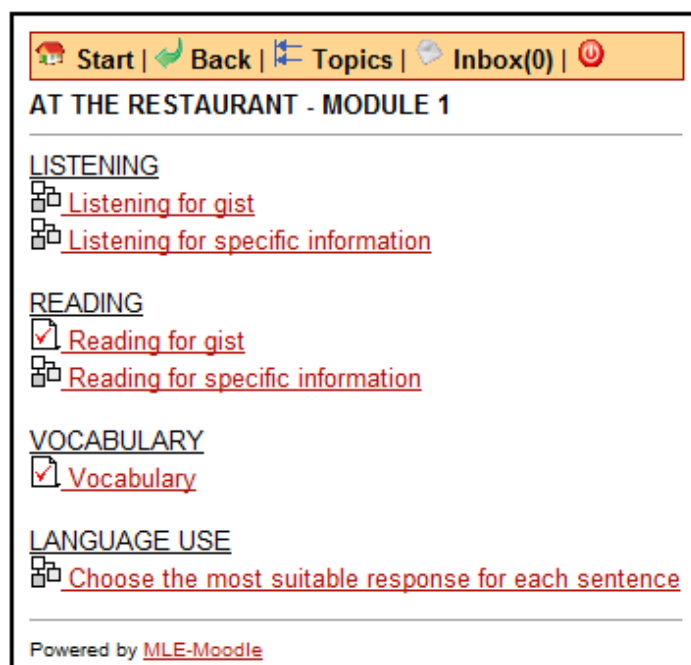 Start | Back | Topics | Inbox(0) |
AT THE RESTAURANT - MODULE 1
LISTENING
Listening for gist
Listening for specific information
READING
Reading for gist
Reading for specific information
VOCABULARY
Vocabulary
LANGUAGE USE
Choose the most suitable response for each sentence
Powered by MLE-Moodle